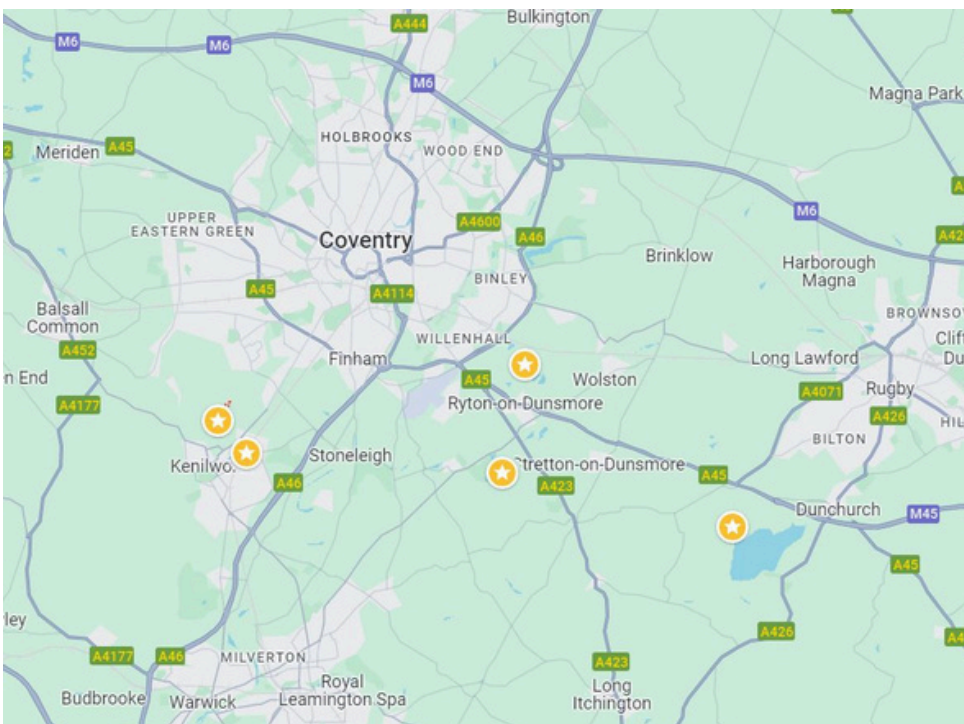 Bulkington
A444
M6
M6
M6
Magna Park
HOLBROOKS
A45
Meriden
WOOD END
UPPER
EASTERN GREEN
A4600
M6
Coventry
A46
Brinklow
Harborough
Magna
BINLEY
A45
A4114
Balsall
Common
WILLENHALL
A452
Finham
Long Lawford
en End
A45
Wolston
Rugby
A4177
Ryton-on-Dunsmore
A4071
A426
BILTON
Kenilwo
Stoneleigh
Stretton-on-Dunsmore
A45
A46
A423
Dunchurch
M45
A45
A426
A4177
A46
MILVERTON
A423
Royal
Leamington Spa
Long
Itchington
Budbrooke
Warwick